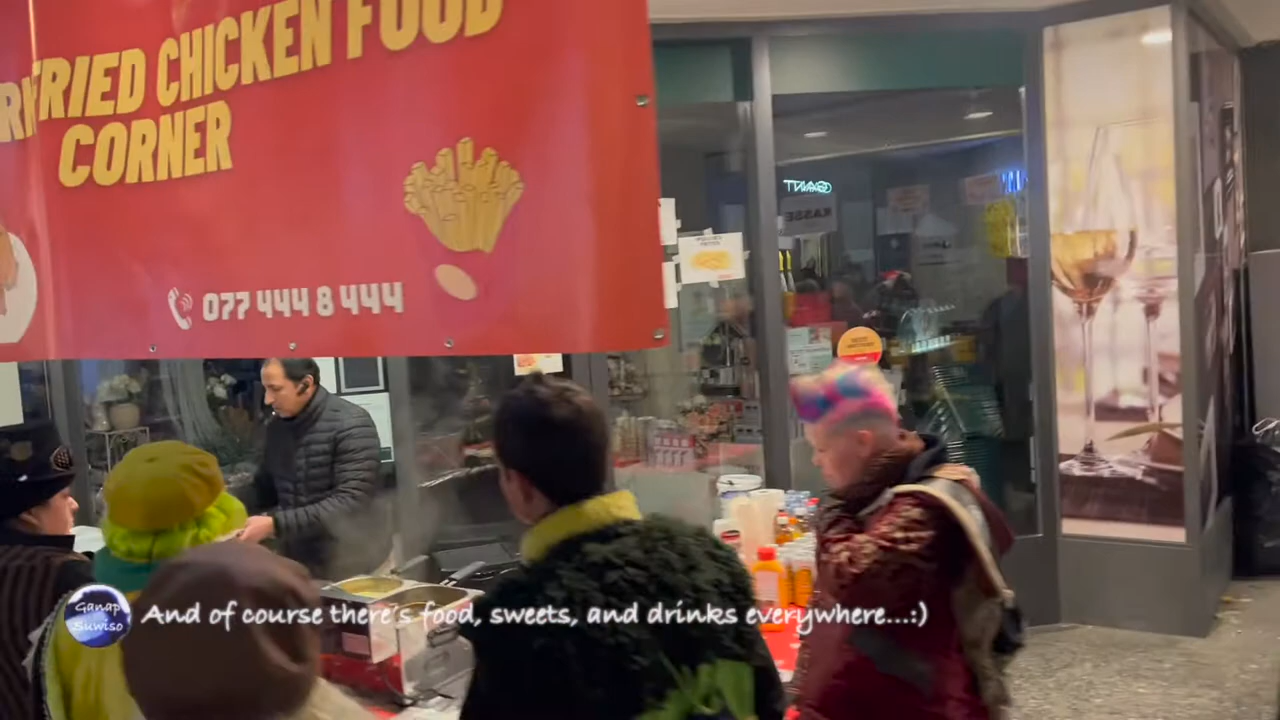 FRIED CHICKEN FOOD
CORNER
077 444 8 444
KASSE
Ganap
Suwiso
And of course there's food, sweets, and drinks everywhere...:)